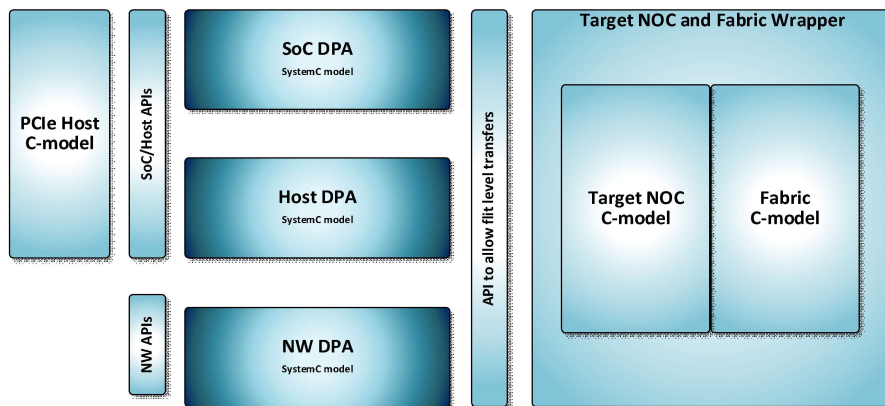 PCIe Host
C-model
SoC/Host APIs
NW APIs
SoC DPA
SystemC model
Host DPA
SystemC model
NW DPA
SystemC model
API to allow flit level transfers
Target NOC and Fabric Wrapper
Target NOC
C-model
Fabric
C-model